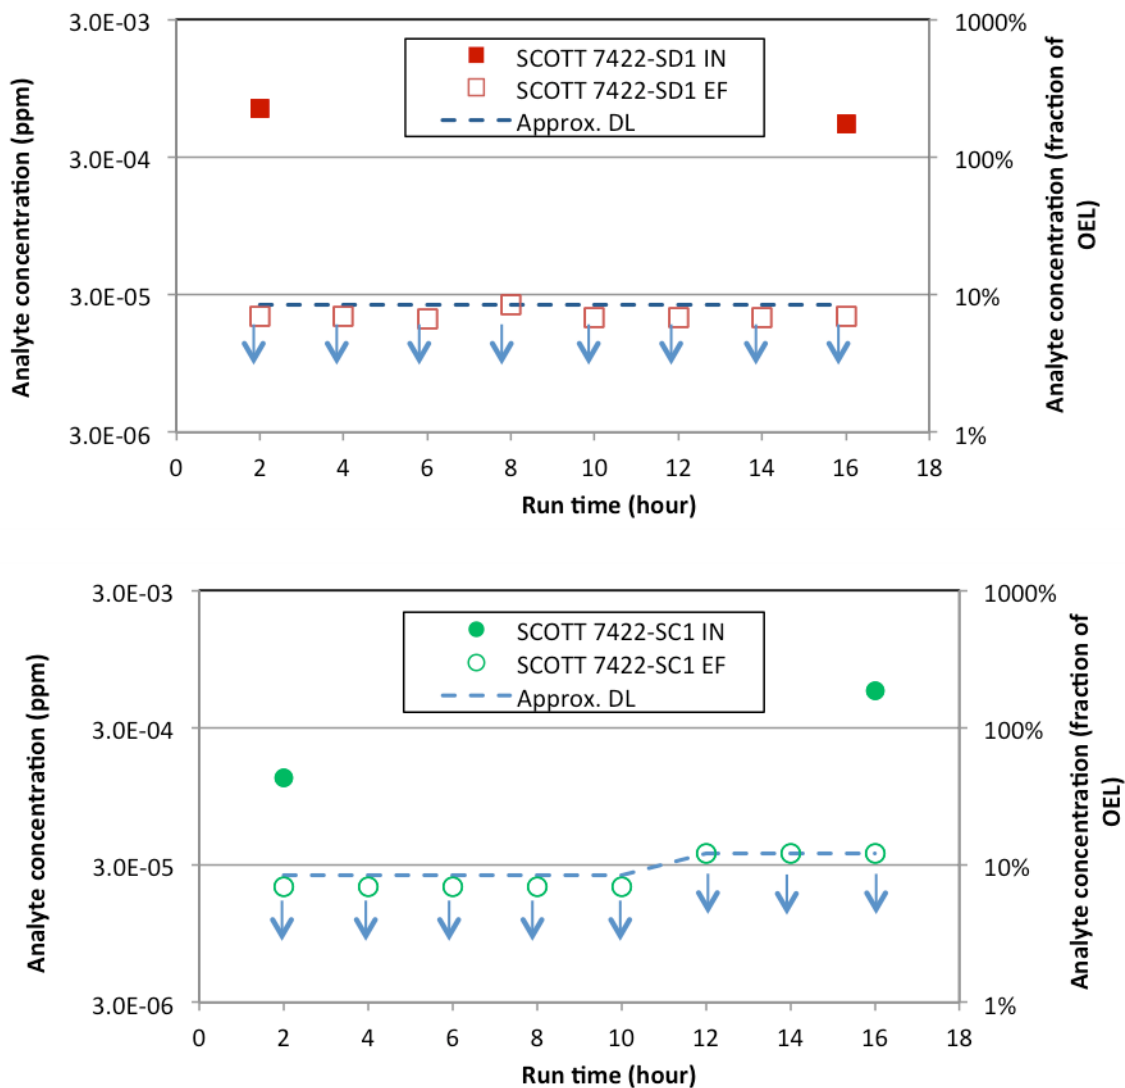 3.0E-03
3.0E-04
3.0E-05
3.0E-06
Analyte concentration (ppm)
SCOTT 7422-SD1 IN
SCOTT 7422-SD1 EF
Approx. DL
1000%
100%
10%
1%
Analyte concentration (fraction of
OEL)
0 2 4 6 8 10 12 14 16 18
Run time (hour)
3.0E-03
3.0E-04
3.0E-05
3.0E-06
Analyte concentration (ppm)
SCOTT 7422-SC1 IN
SCOTT 7422-SC1 EF
Approx. DL
1000%
100%
10%
1%
Analyte concentration (fraction of
OEL)
0 2 4 6 8 10 12 14 16 18
Run time (hour)